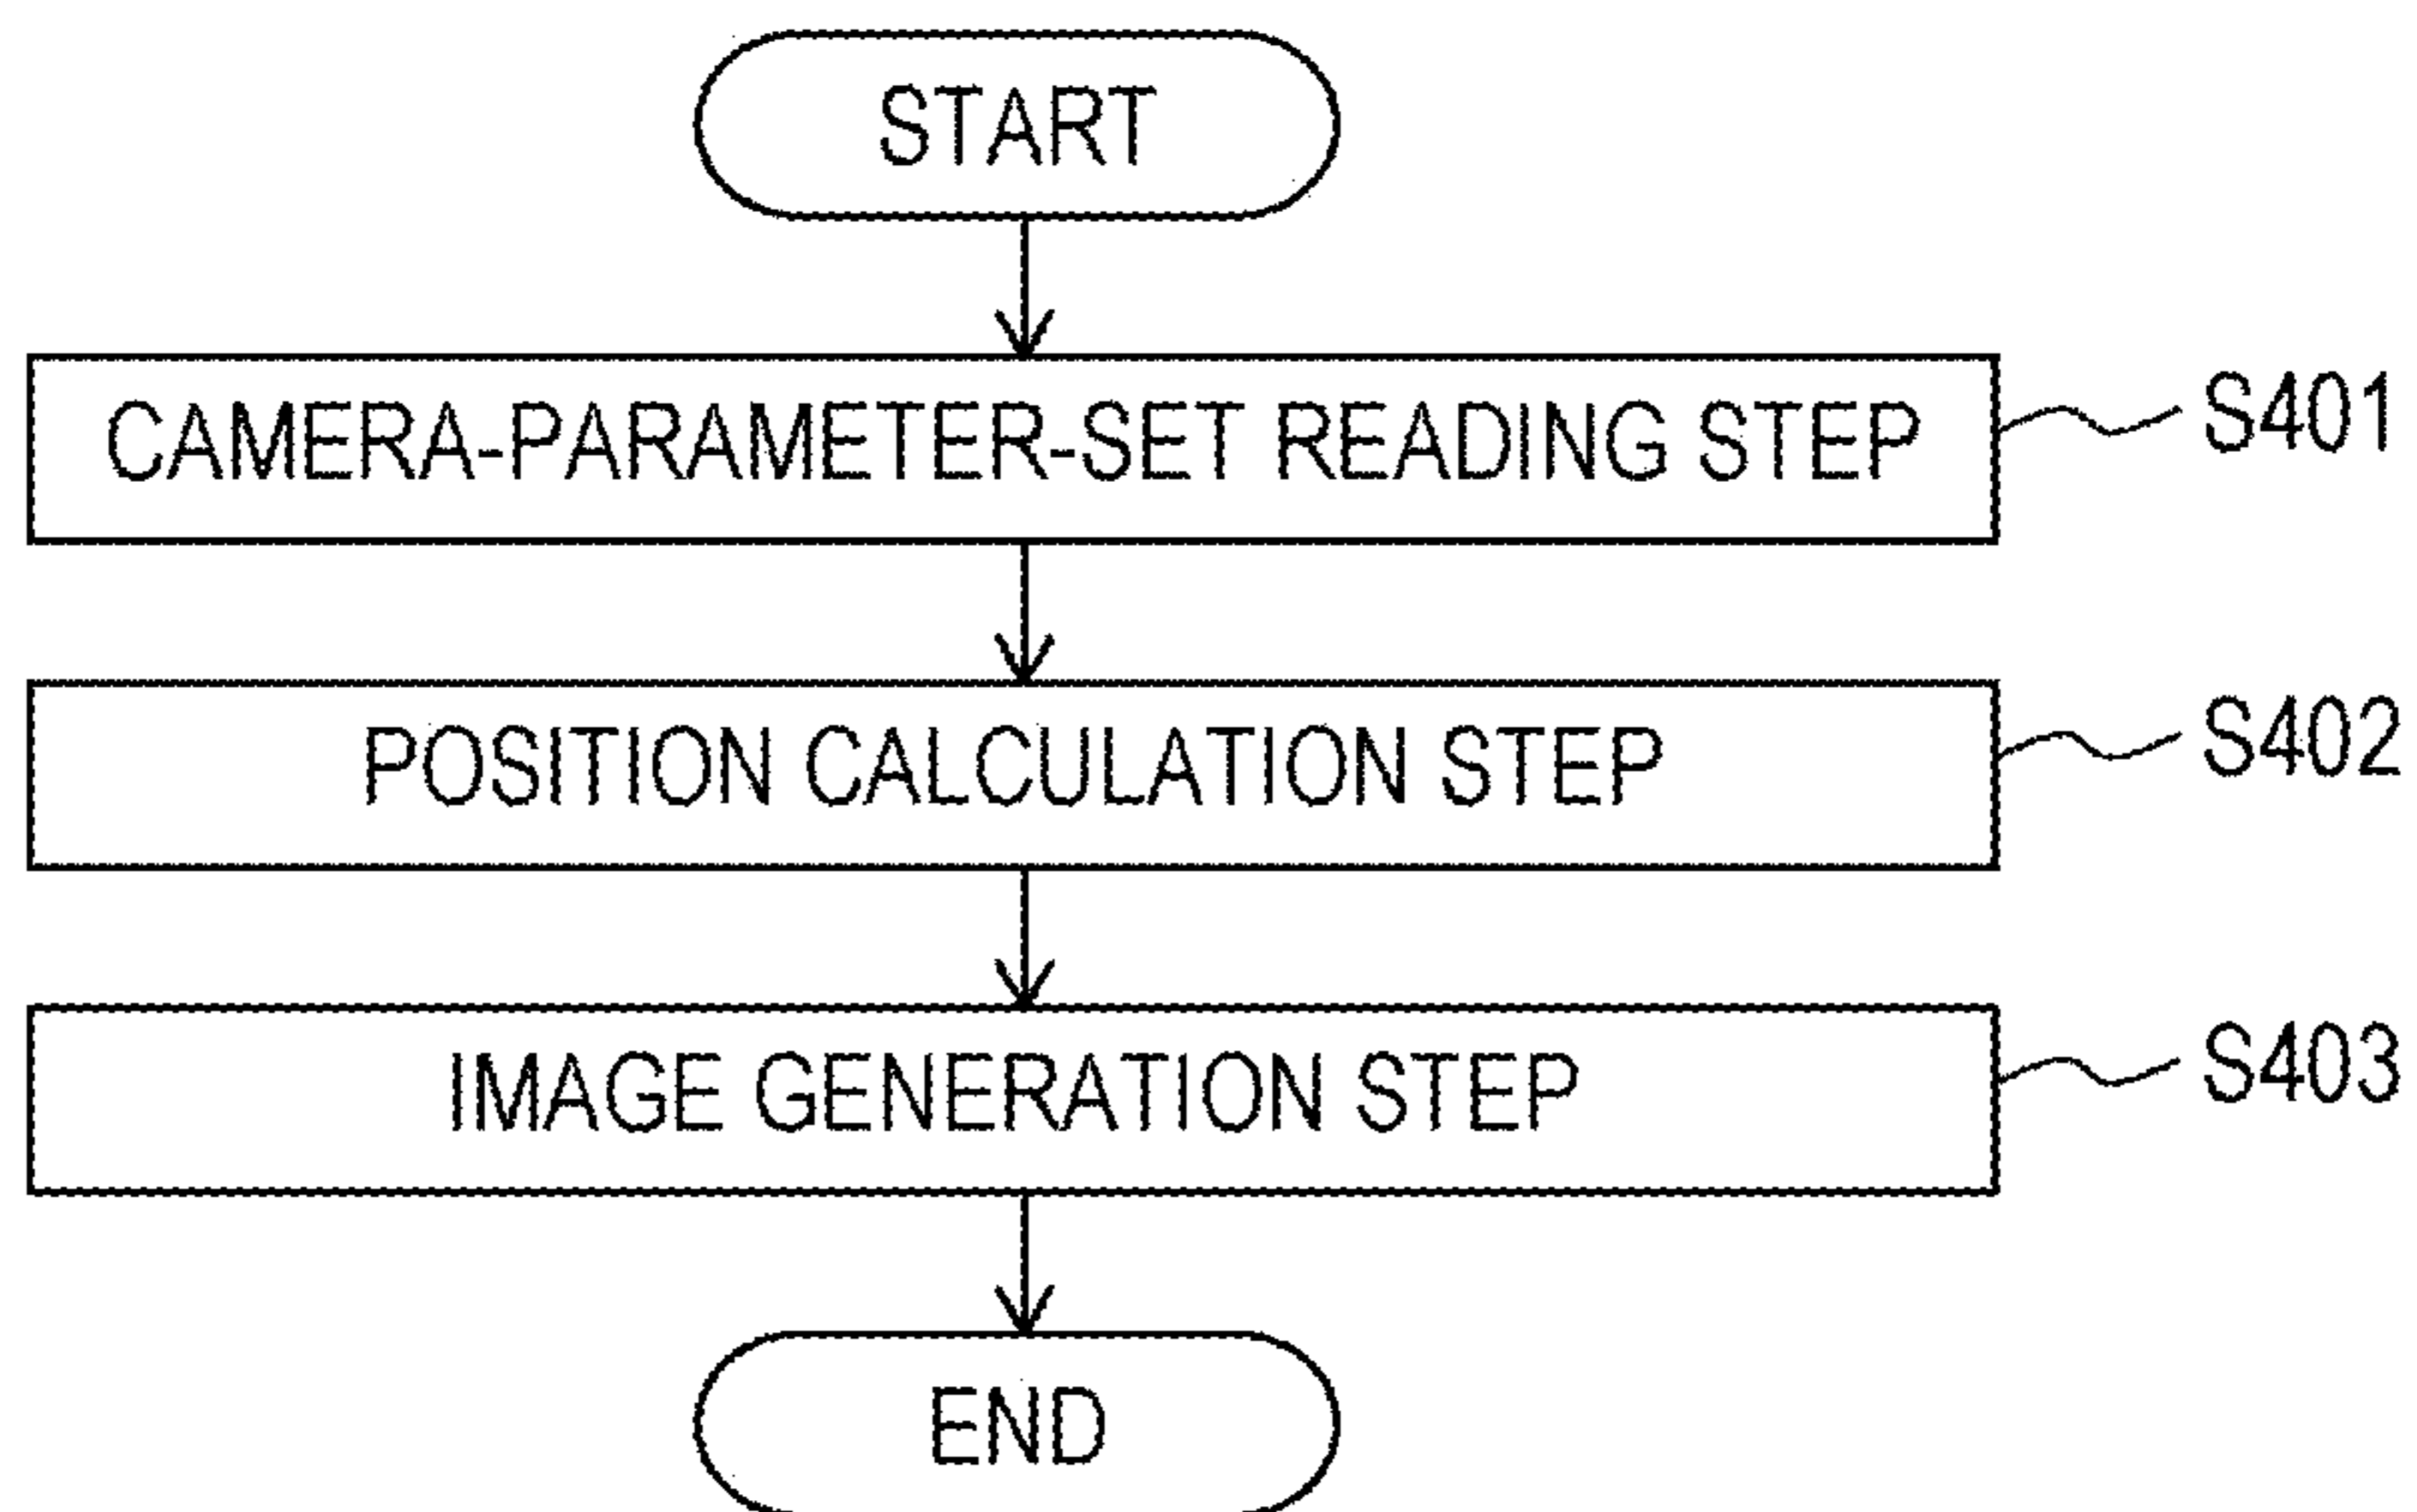 START
CAMERA-PARAMETER-SET READING STEP
S401
POSITION CALCULATION STEP
S402
IMAGE GENERATION STEP
S403
END